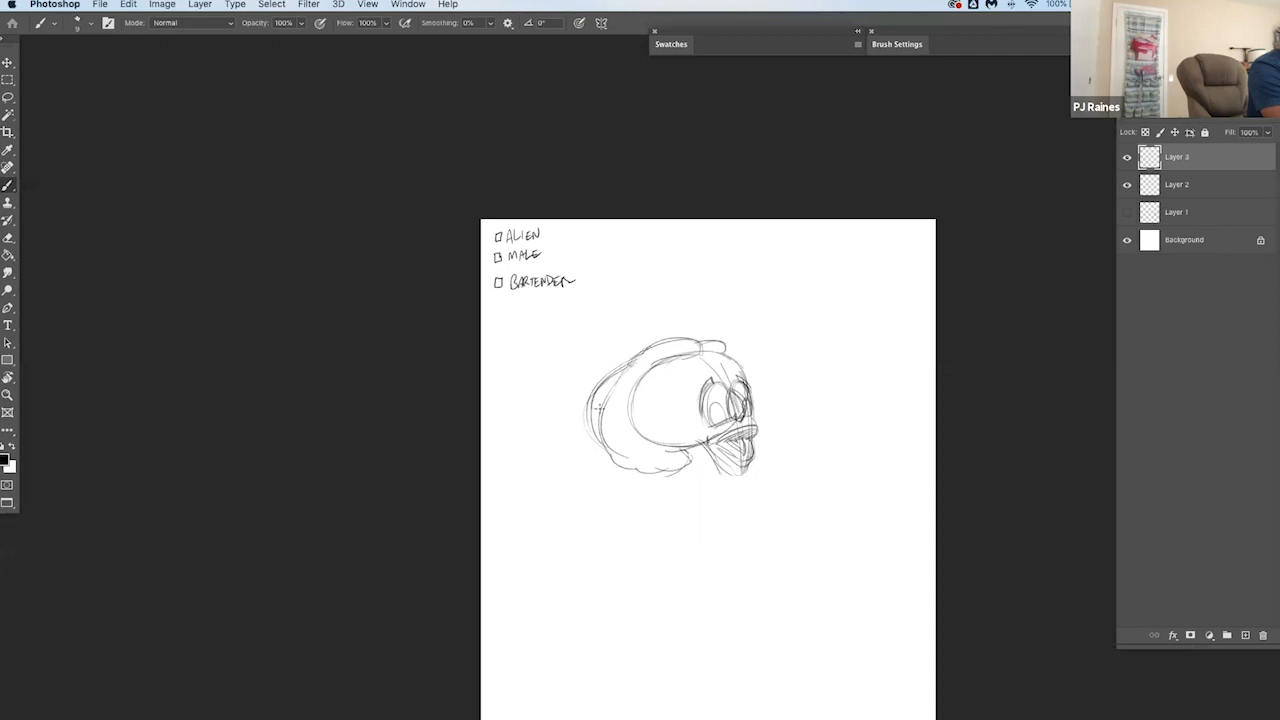 Photoshop File Edit Image Layer Type Select Filter 3D View Window Help 100%
Mode: Normal Opacity: 100% Flow: 100% Smoothing: 0% 0°
Swatches Brush Settings
PJ Raines
Lock: Fill: 100%
Layer 3
Layer 2
Layer 1
Background
ALIEN
MALE
BARTENDER